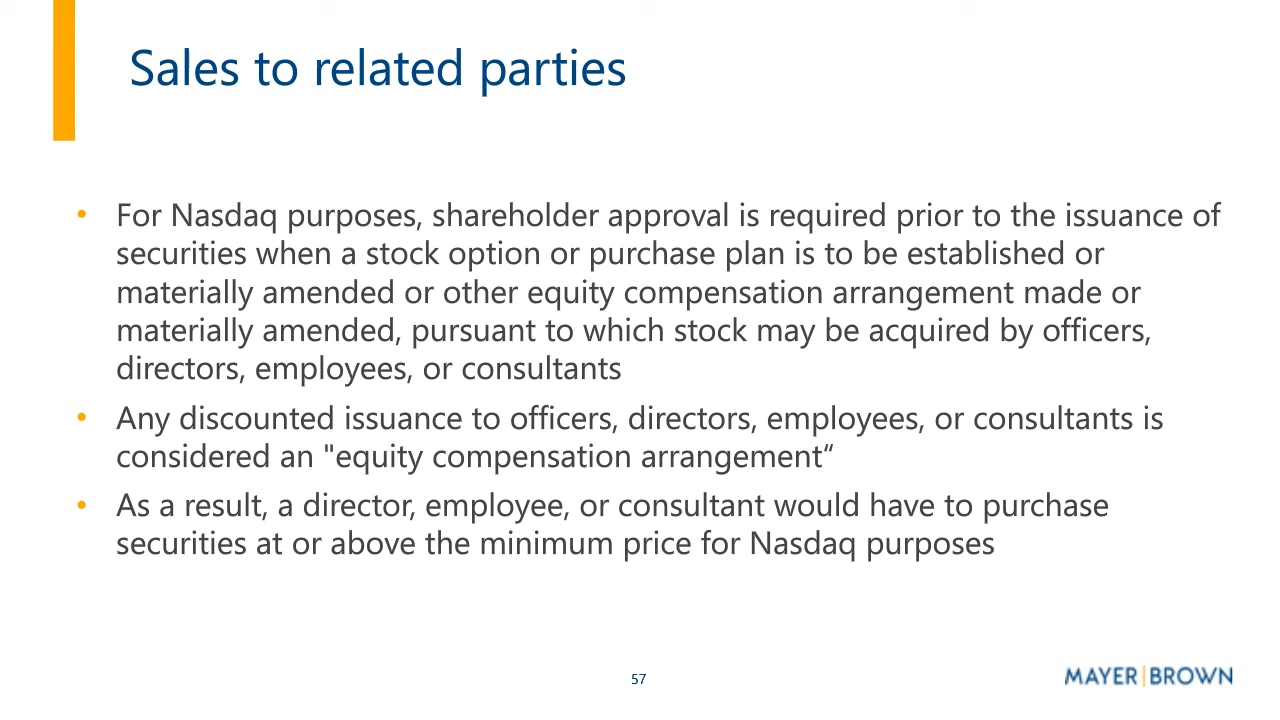 Sales to related parties
• For Nasdaq purposes, shareholder approval is required prior to the issuance of
securities when a stock option or purchase plan is to be established or
materially amended or other equity compensation arrangement made or
materially amended, pursuant to which stock may be acquired by officers,
directors, employees, or consultants
• Any discounted issuance to officers, directors, employees, or consultants is
considered an "equity compensation arrangement“
• As a result, a director, employee, or consultant would have to purchase
securities at or above the minimum price for Nasdaq purposes
57
MAYER|BROWN